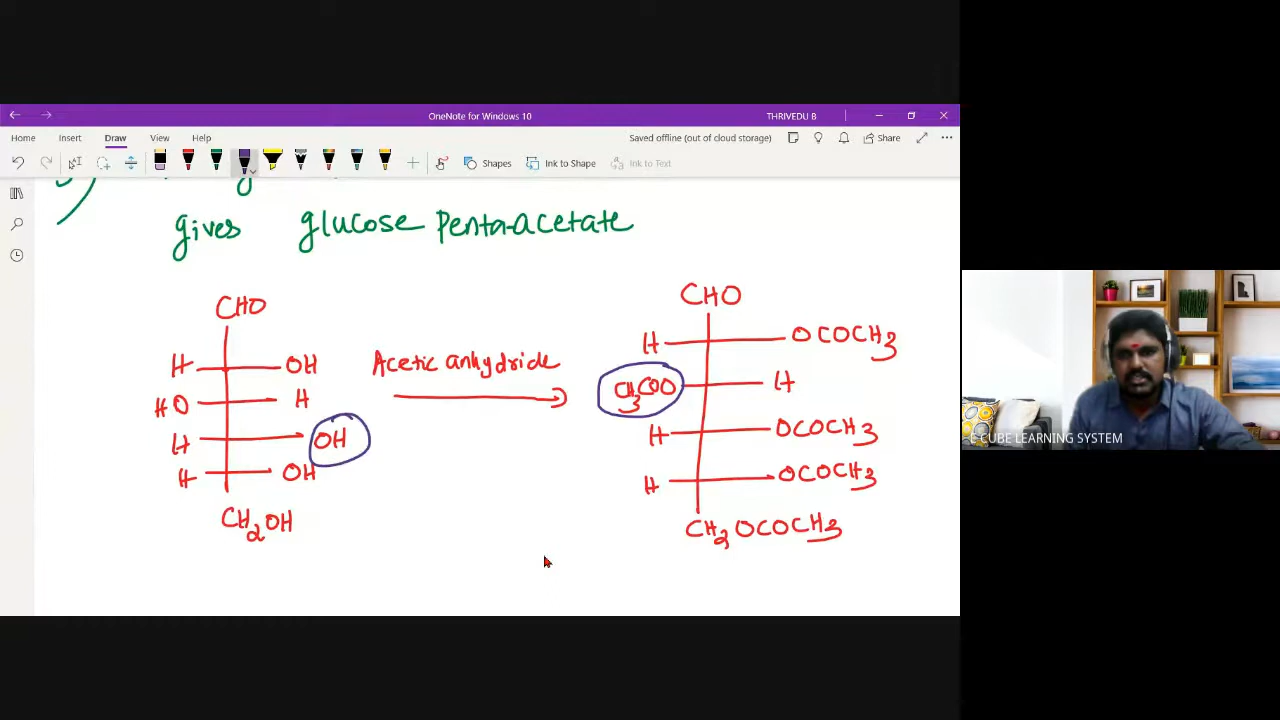 OneNote for Windows 10
THRIVEDU B
Home Insert Draw View Help
Saved offline (out of cloud storage)
Share
Shapes
Ink to Shape
Ink to Text
gives glucose penta-acetate
CHO
H OH
HO H
H OH
H OH
CH2OH
Acetic anhydride
CHO
H OCOCH3
CH3COO H
H OCOCH3
H OCOCH3
CH2OCOCH3
C CUBE LEARNING SYSTEM